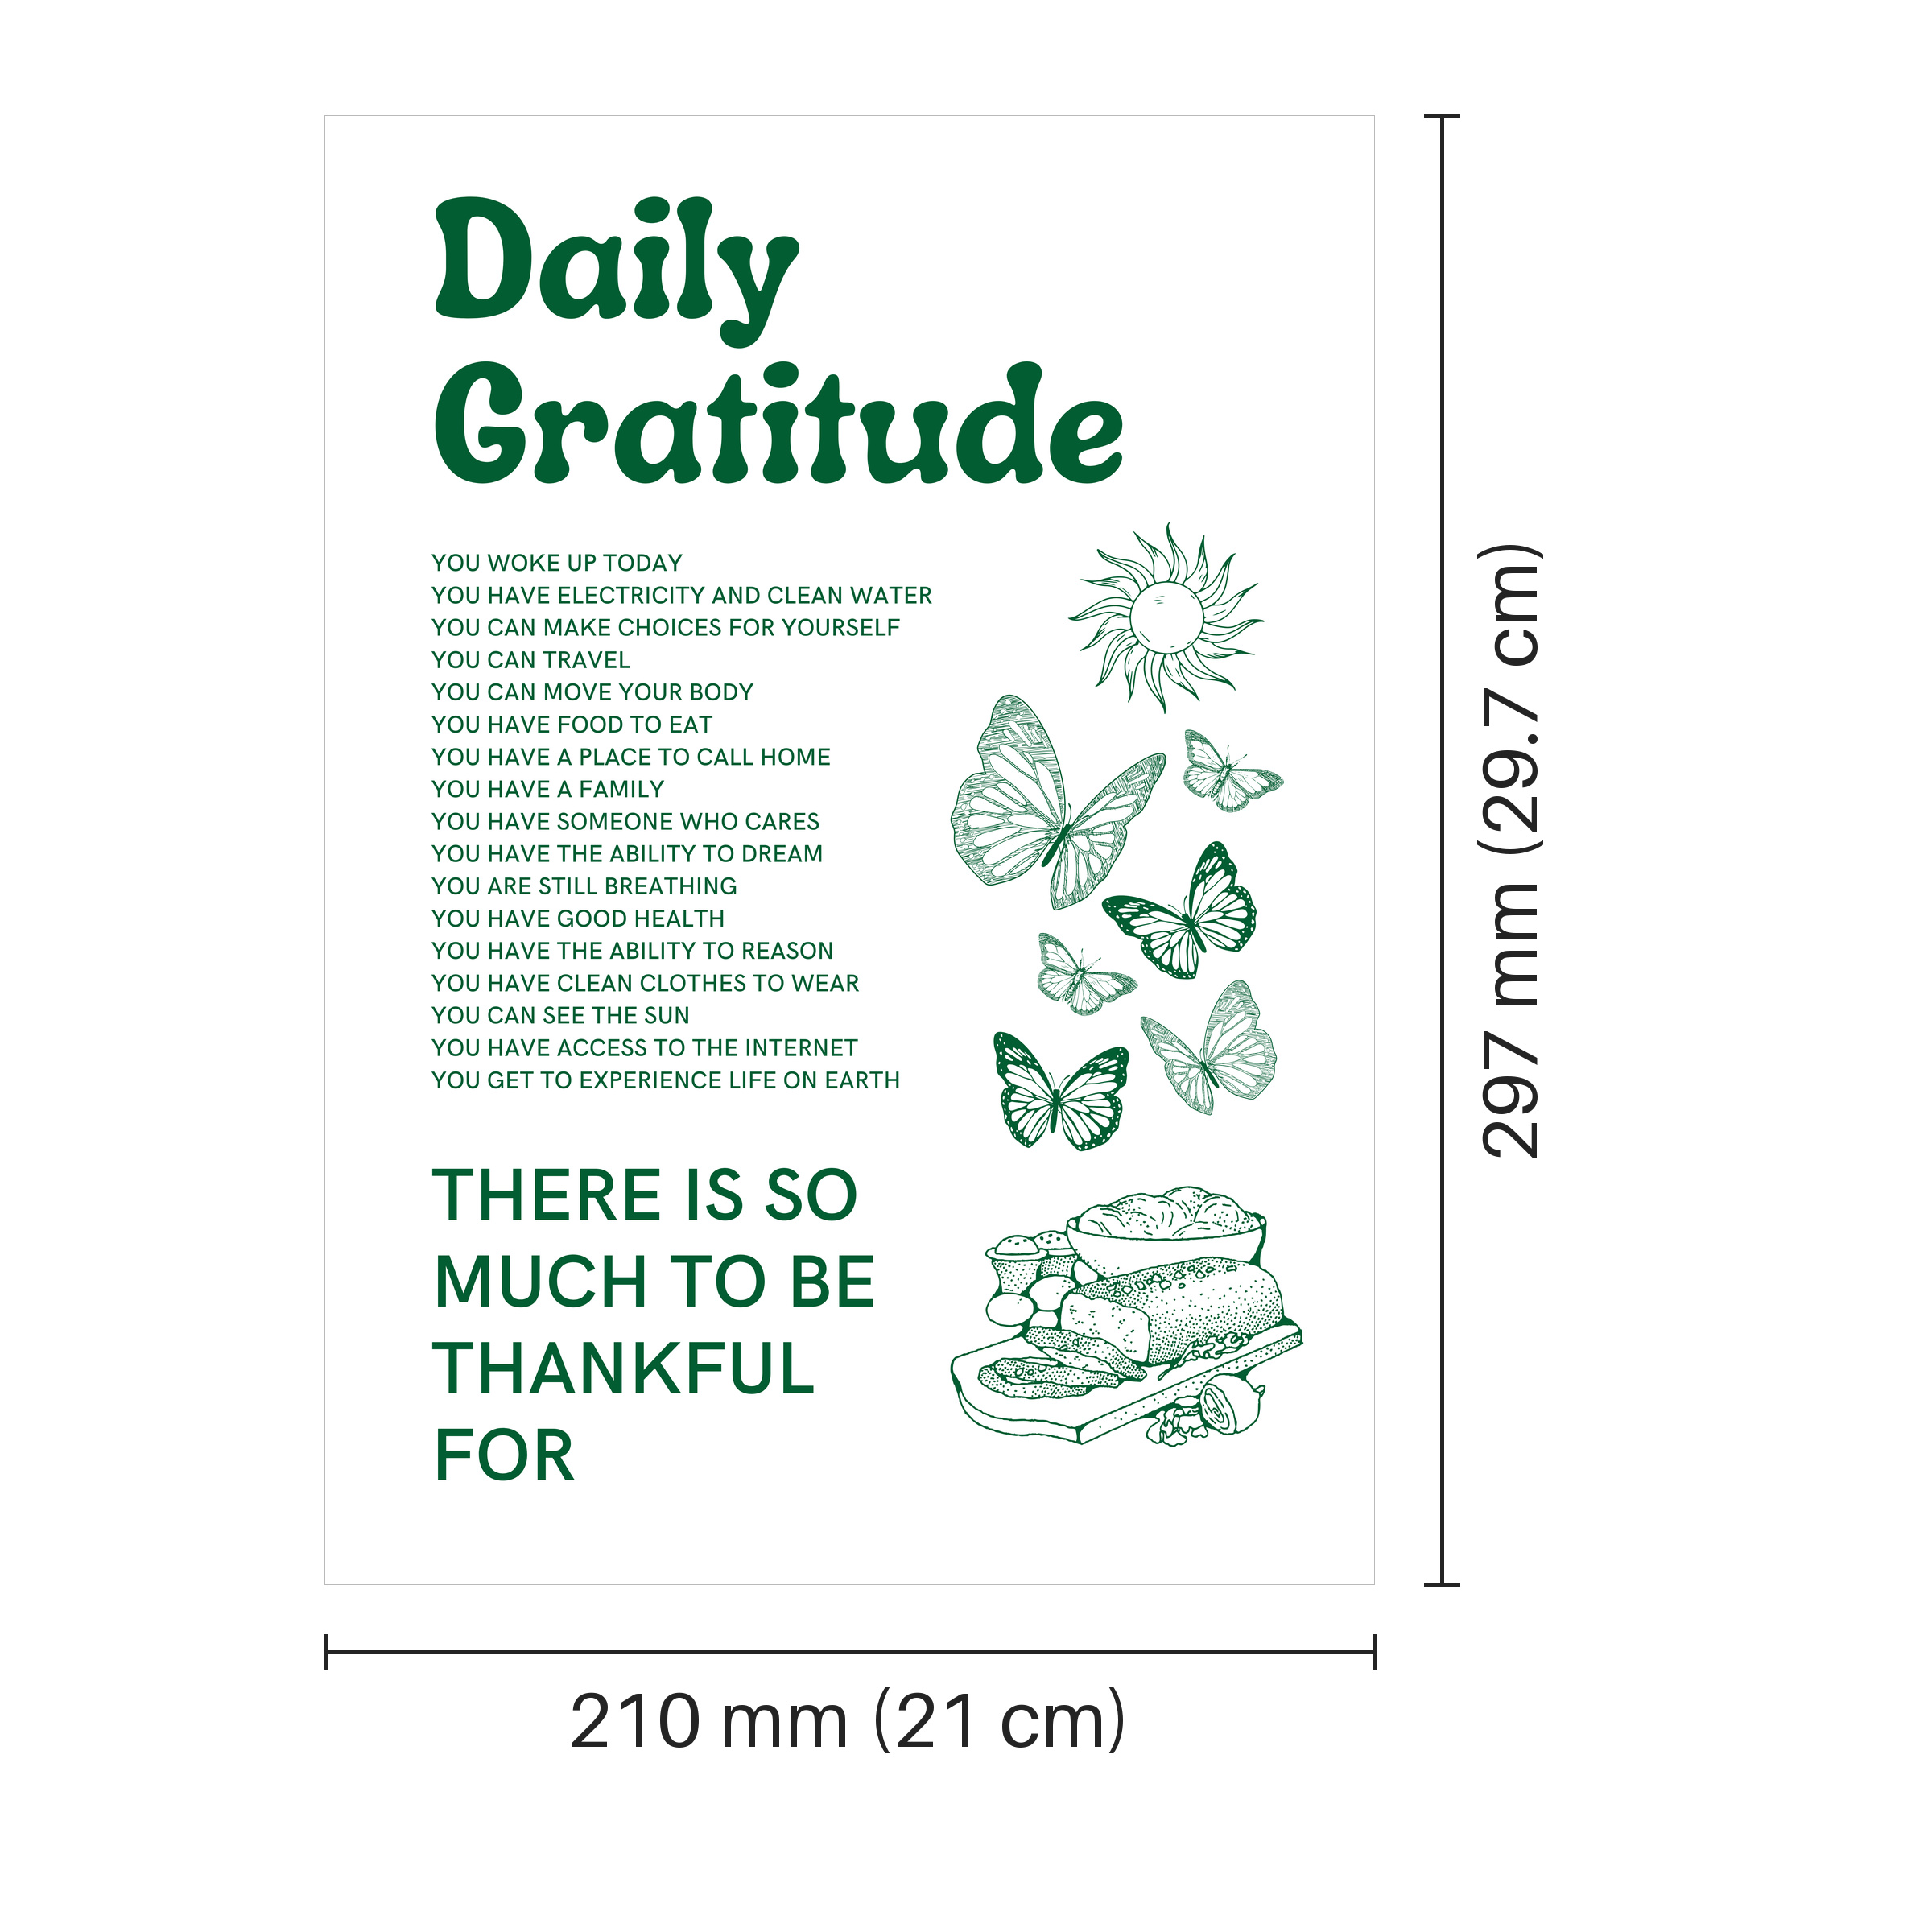 Daily
Gratitude
YOU WOKE UP TODAY
YOU HAVE ELECTRICITY AND CLEAN WATER
YOU CAN MAKE CHOICES FOR YOURSELF
YOU CAN TRAVEL
YOU CAN MOVE YOUR BODY
YOU HAVE FOOD TO EAT
YOU HAVE A PLACE TO CALL HOME
YOU HAVE A FAMILY
YOU HAVE SOMEONE WHO CARES
YOU HAVE THE ABILITY TO DREAM
YOU ARE STILL BREATHING
YOU HAVE GOOD HEALTH
YOU HAVE THE ABILITY TO REASON
YOU HAVE CLEAN CLOTHES TO WEAR
YOU CAN SEE THE SUN
YOU HAVE ACCESS TO THE INTERNET
YOU GET TO EXPERIENCE LIFE ON EARTH
THERE IS SO
MUCH TO BE
THANKFUL
FOR
297 mm (29.7 cm)
210 mm (21 cm)